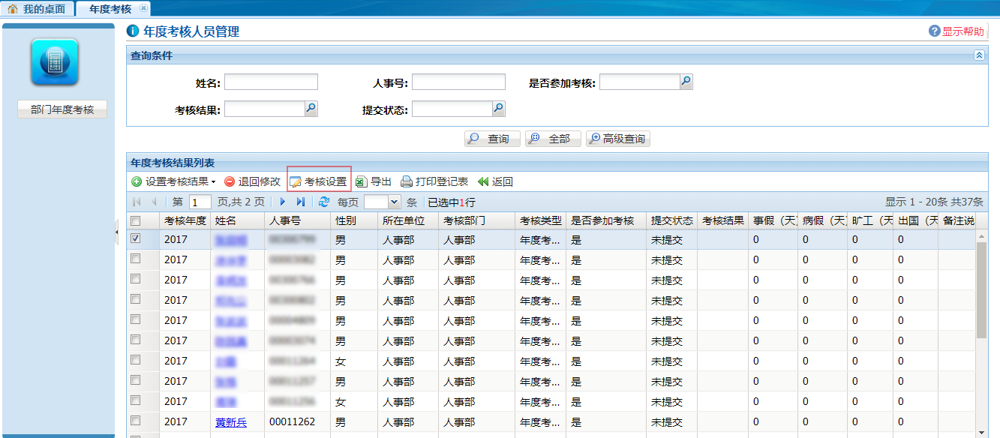 我的桌面 年度考核
部门年度考核
年度考核人员管理 显示帮助
查询条件
姓名: 人事号: 是否参加考核:
考核结果: 提交状态:
查询 全部 高级查询
年度考核结果列表
设置考核结果 退回修改 考核设置 导出 打印登记表 返回
第 1 页,共 2 页 每页 条 已选中1行 显示 1 - 20条 共37条
考核年度 姓名 人事号 性别 所在单位 考核部门 考核类型 是否参加考核 提交状态 考核结果 事假（天） 病假（天） 旷工（天 出国（天 备注说
2017 男 人事部 人事部 年度考... 是 未提交 0 0 0 0
2017 男 人事部 人事部 年度考... 是 未提交 0 0 0 0
2017 男 人事部 人事部 年度考... 是 未提交 0 0 0 0
2017 男 人事部 人事部 年度考... 是 未提交 0 0 0 0
2017 男 人事部 人事部 年度考... 是 未提交 0 0 0 0
2017 男 人事部 人事部 年度考... 是 未提交 0 0 0 0
2017 女 人事部 人事部 年度考... 是 未提交 0 0 0 0
2017 男 人事部 人事部 年度考... 是 未提交 0 0 0 0
2017 女 人事部 人事部 年度考... 是 未提交 0 0 0 0
2017 黄新兵 00011262 男 人事部 人事部 年度考... 是 未提交 0 0 0 0